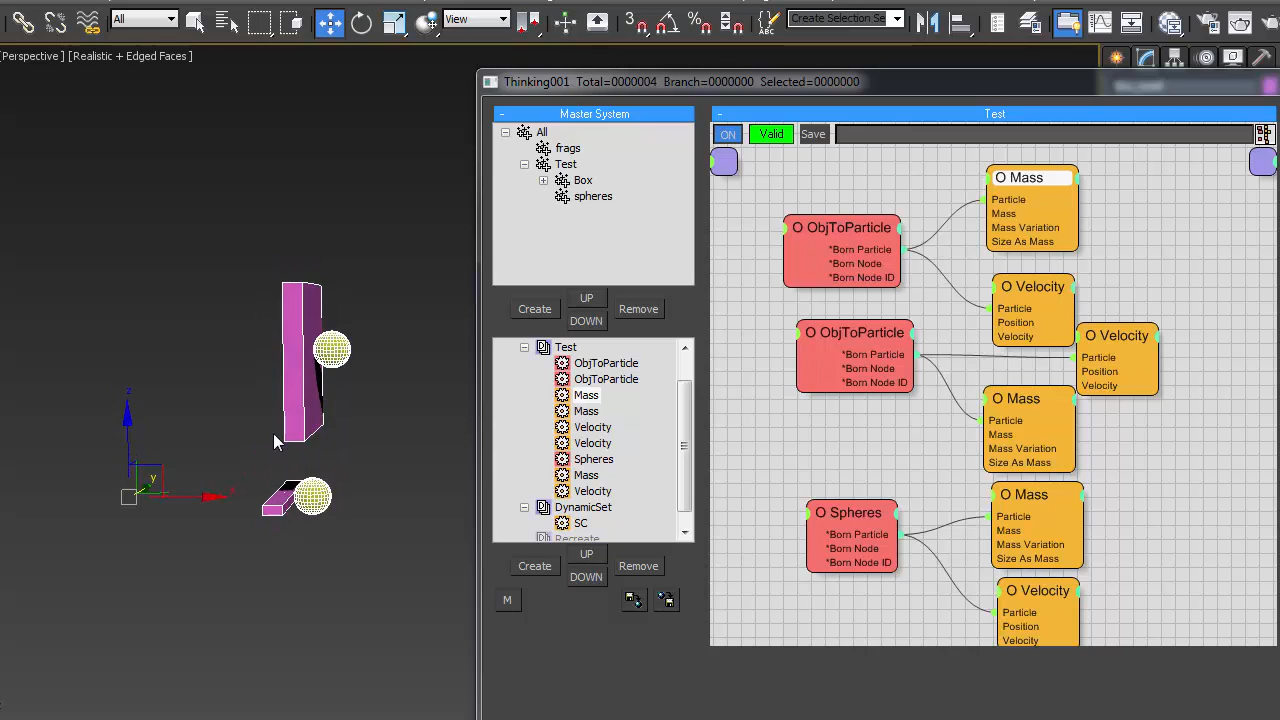 All
View
3
%
ABC
Create Selection Se
[Perspective] [Realistic + Edged Faces]
Thinking001 Total=0000004 Branch=0000000 Selected=0000000
Master System
All
frags
Test
Box
spheres
Create
UP
DOWN
Remove
Test
ObjToParticle
ObjToParticle
Mass
Mass
Velocity
Velocity
Spheres
Mass
Velocity
DynamicSet
SC
Recreate
Create
UP
DOWN
Remove
M
Test
ON
Valid
Save
O ObjToParticle
*Born Particle
*Born Node
*Born Node ID
O Mass
Particle
Mass
Mass Variation
Size As Mass
O Velocity
Particle
Position
Velocity
O ObjToParticle
*Born Particle
*Born Node
*Born Node ID
O Velocity
Particle
Position
Velocity
O Mass
Particle
Mass
Mass Variation
Size As Mass
O Spheres
*Born Particle
*Born Node
*Born Node ID
O Mass
Particle
Mass
Mass Variation
Size As Mass
O Velocity
Particle
Position
Velocity
z
y
x